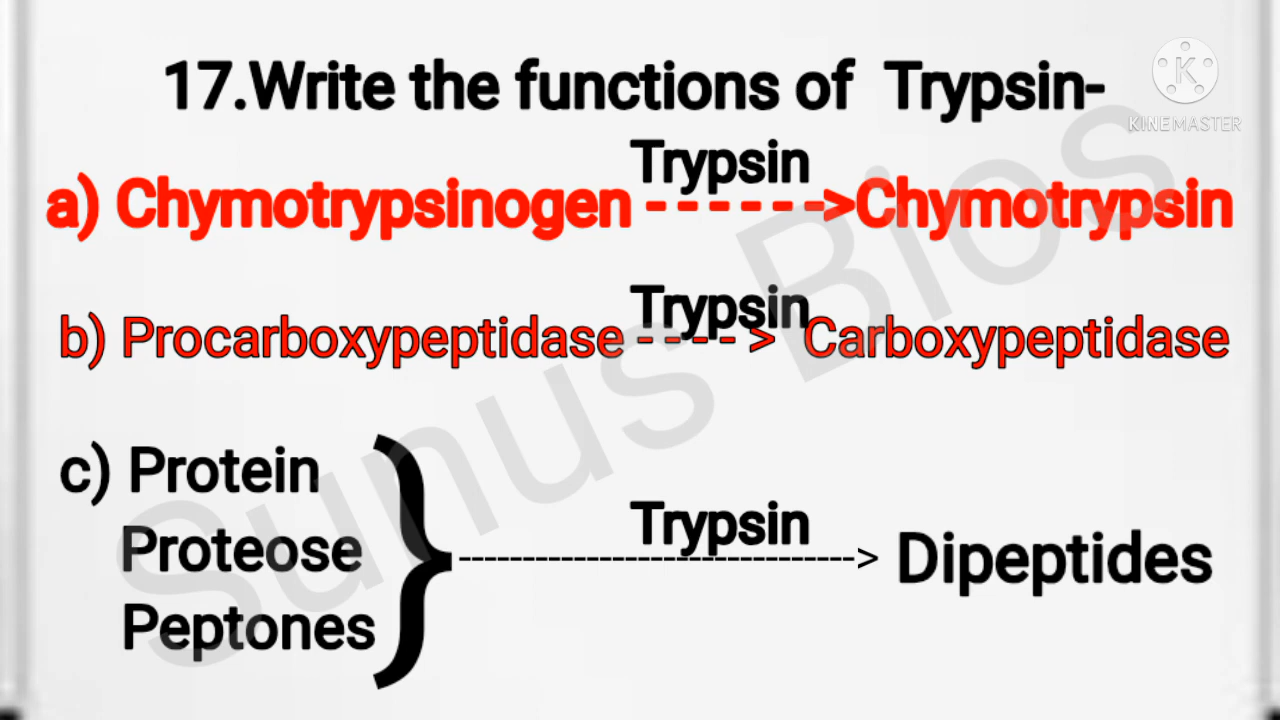 17.Write the functions of Trypsin-
KINEMASTER
Trypsin
a) Chymotrypsinogen ------>Chymotrypsin
Trypsin
b) Procarboxypeptidase ----> Carboxypeptidase
c) Protein
Proteose
Peptones
Trypsin
-------------------------------> Dipeptides
Sunus Bios